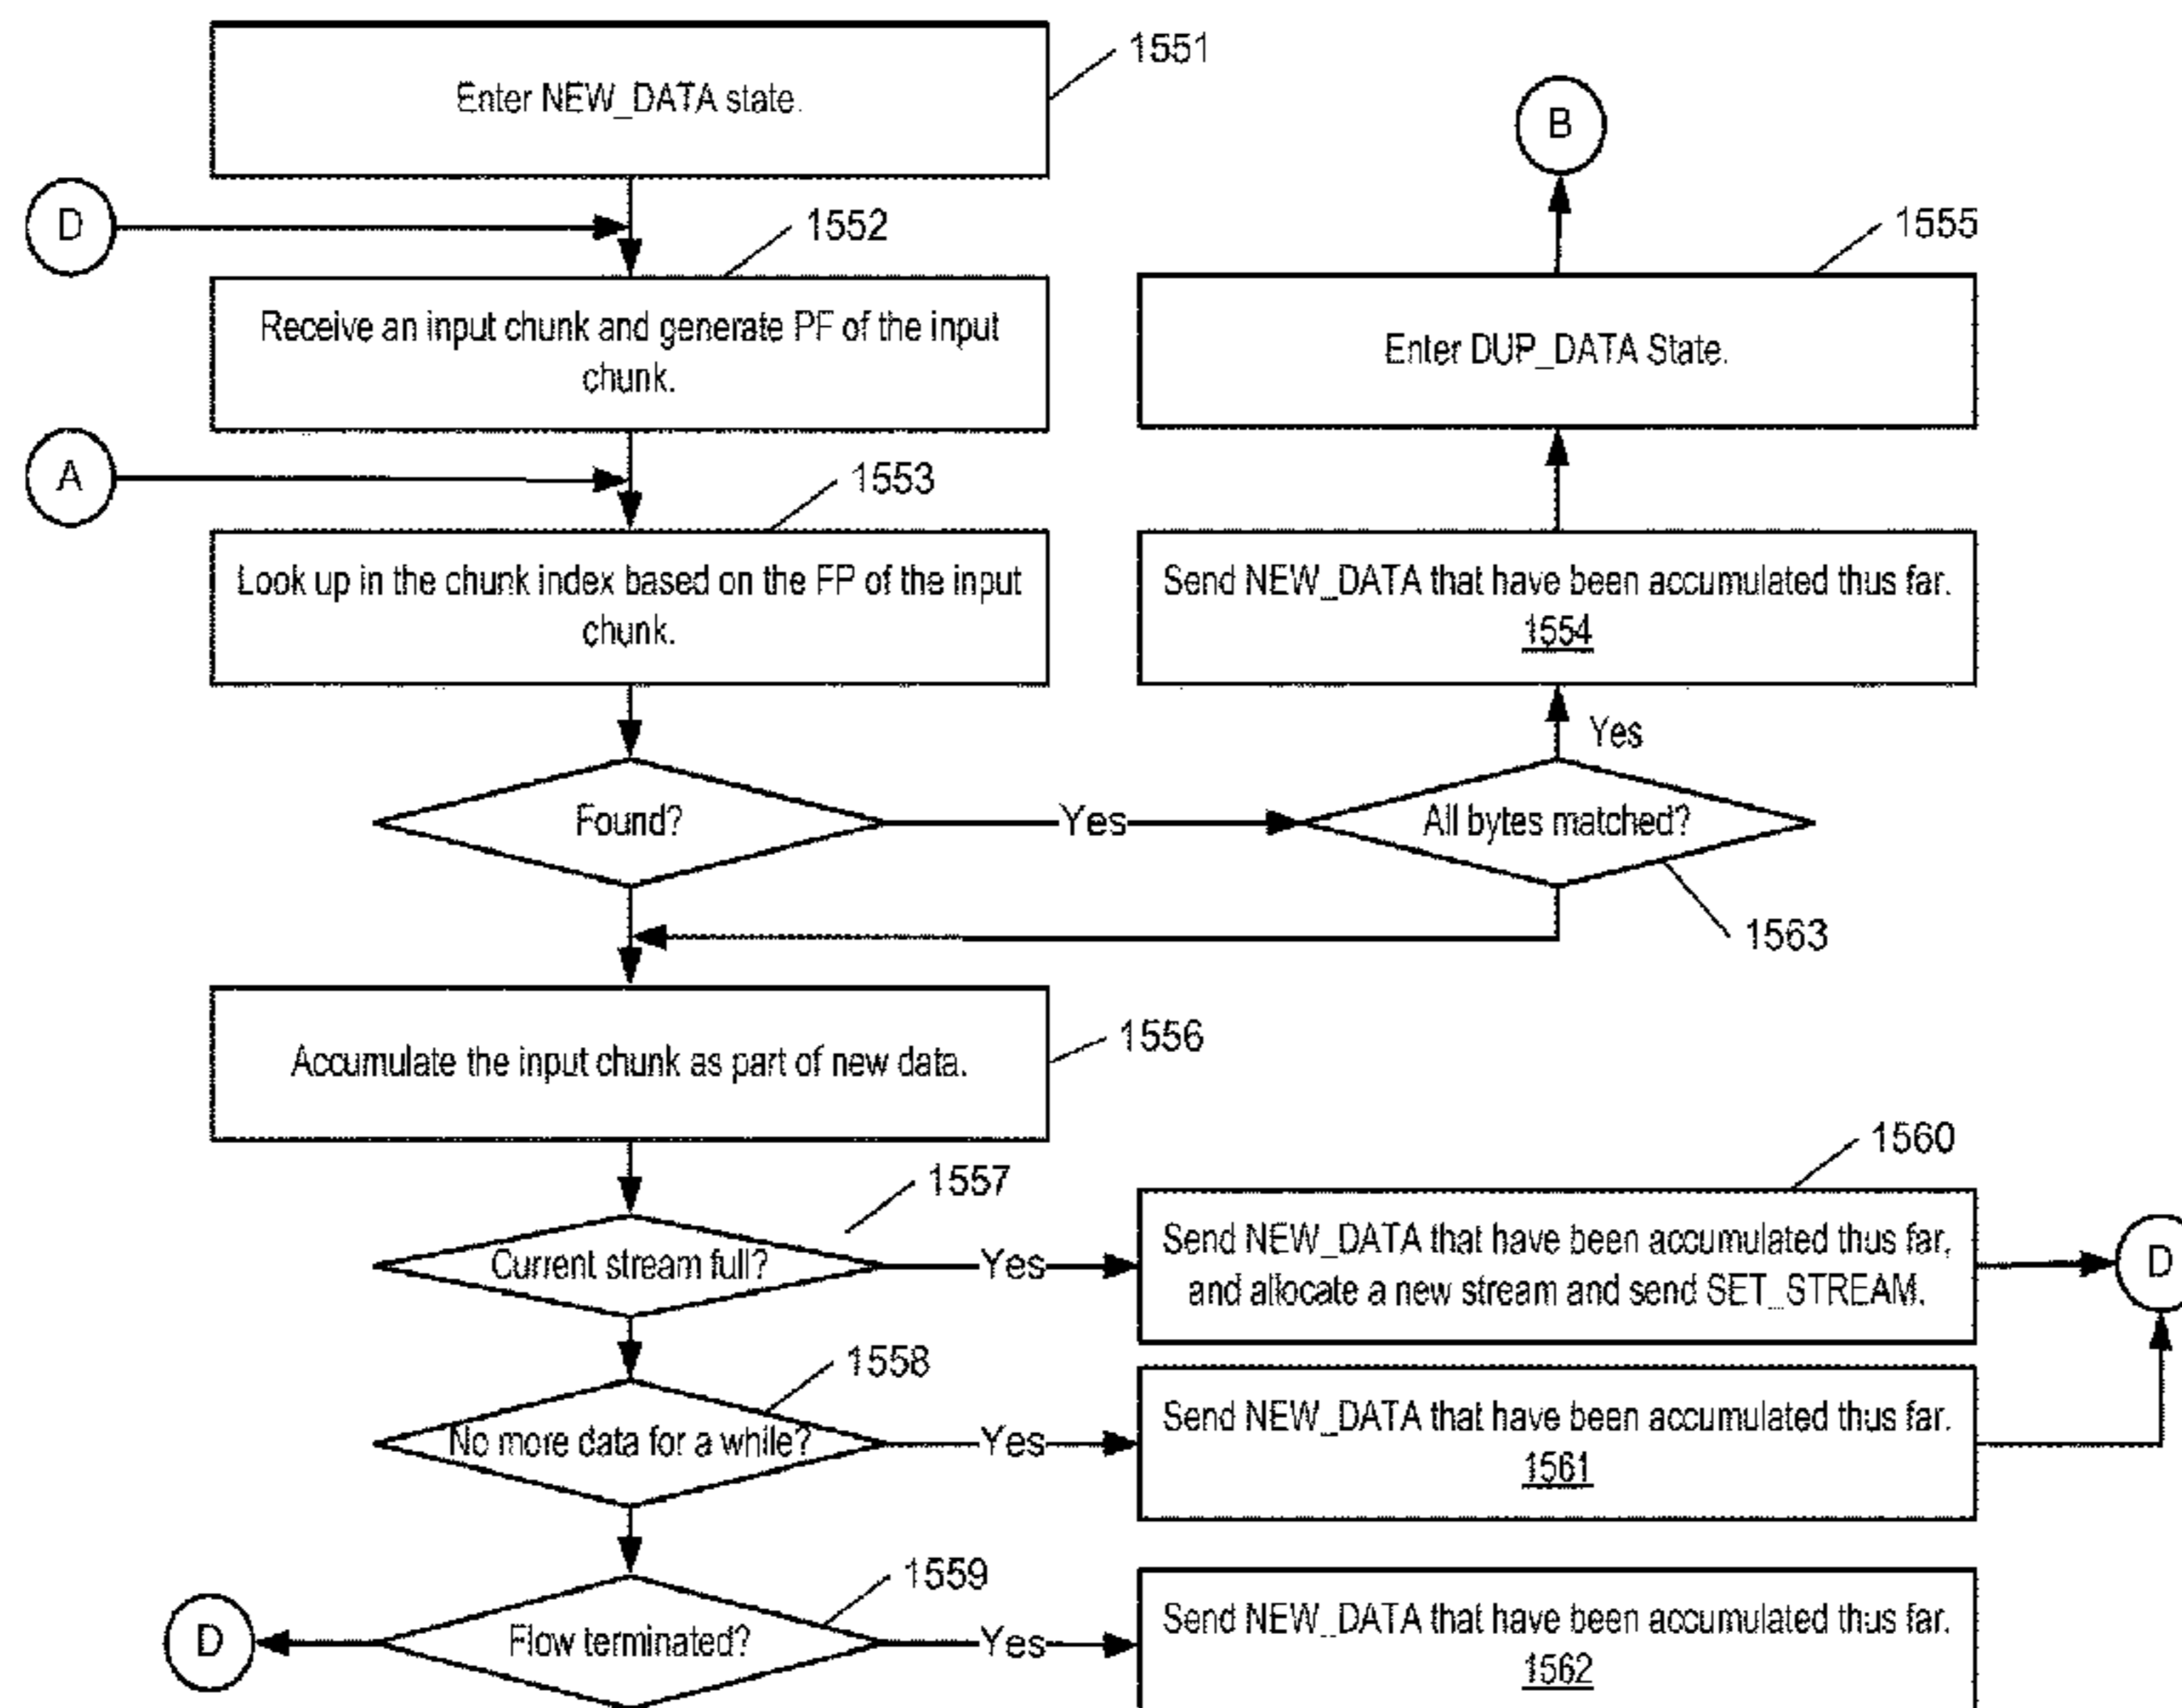 1551
Enter NEW_DATA state.
B
D
1552
1555
Receive an input chunk and generate PF of the input
chunk.
Enter DUP_DATA State.
A
1553
Look up in the chunk index based on the FP of the input
chunk.
Send NEW_DATA that have been accumulated thus far.
1554
Yes
Found?
Yes
All bytes matched?
1563
Accumulate the input chunk as part of new data.
1556
1557
1560
Current stream full?
Yes
Send NEW_DATA that have been accumulated thus far,
and allocate a new stream and send SET_STREAM.
D
1558
No more data for a while?
Yes
Send NEW_DATA that have been accumulated thus far.
1561
1559
D
Flow terminated?
Yes
Send NEW_DATA that have been accumulated thus far.
1562